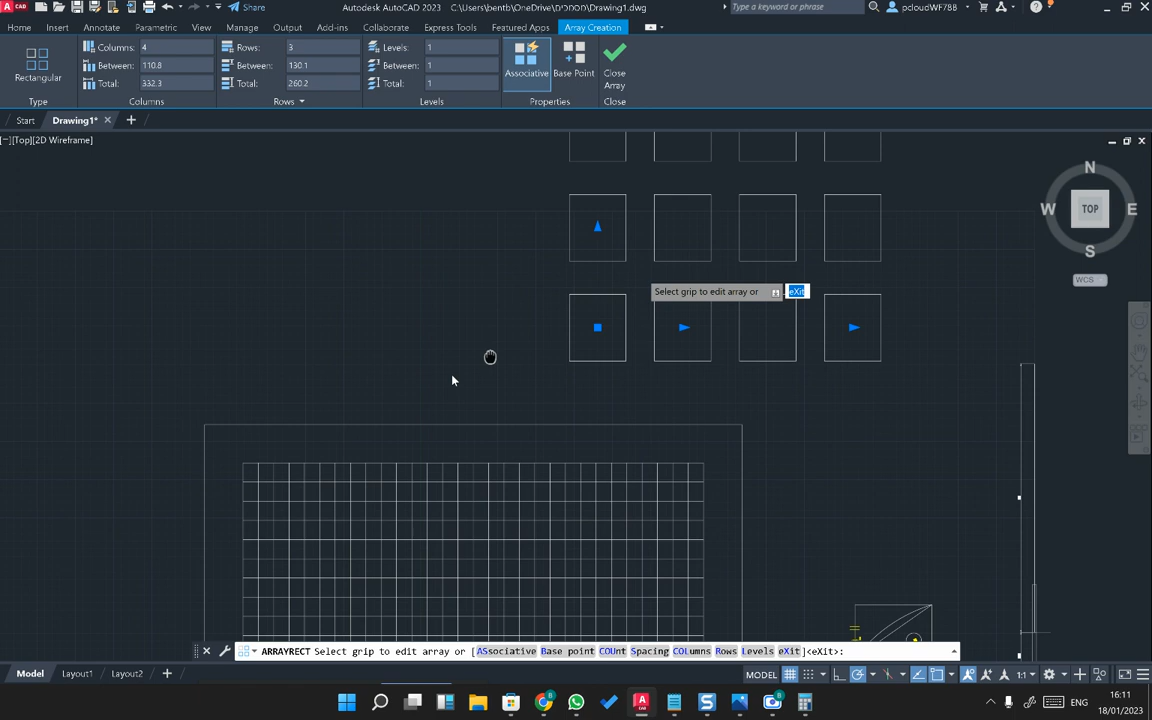 Autodesk AutoCAD 2023 C:\Users\bentb\OneDrive\מסמכים\Drawing1.dwg
Type a keyword or phrase
pcloudWF78B
Share
Home Insert Annotate Parametric View Manage Output Add-ins Collaborate Express Tools Featured Apps Array Creation
Columns: 4 Rows: 3 Levels: 1
Between: 110.8 Between: 130.1 Between: 1
Total: 332.3 Total: 260.2 Total: 1
Rectangular
Associative Base Point Close Array
Type Columns Rows Levels Properties Close
Start Drawing1*
[−][Top][2D Wireframe]
N
W TOP E
S
WCS
Select grip to edit array or eXit
ARRAYRECT Select grip to edit array or [ASsociative Base point COUnt Spacing COLumns Rows Levels eXit]<eXit>:
Model Layout1 Layout2 MODEL 1:1
ENG 16:11
18/01/2023